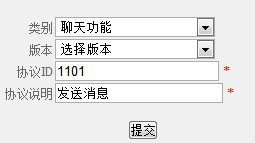 类别 聊天功能
版本 选择版本
协议ID 1101 *
协议说明 发送消息 *
提交